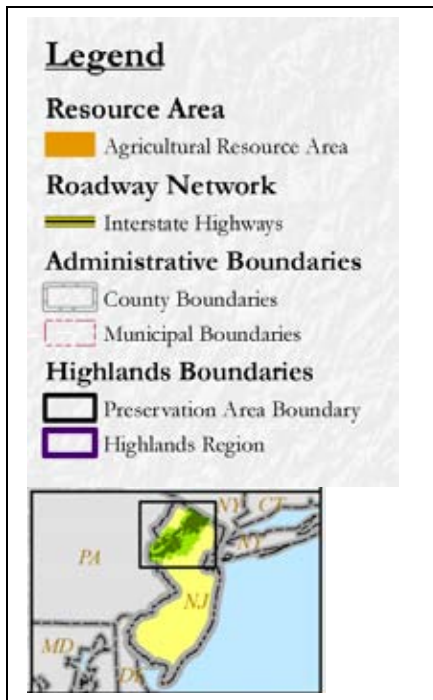 Legend
Resource Area
Agricultural Resource Area
Roadway Network
Interstate Highways
Administrative Boundaries
County Boundaries
Municipal Boundaries
Highlands Boundaries
Preservation Area Boundary
Highlands Region
NY CT
PA NY
NJ
MD
DE